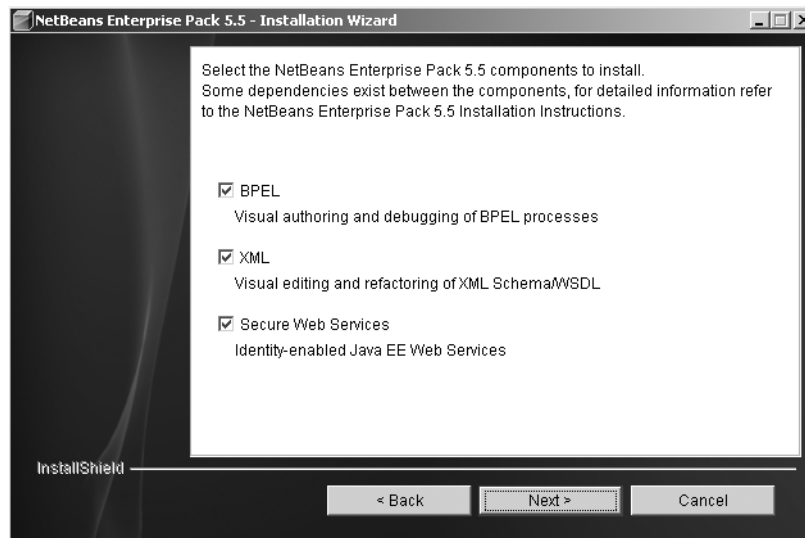 NetBeans Enterprise Pack 5.5 - Installation Wizard
Select the NetBeans Enterprise Pack 5.5 components to install.
Some dependencies exist between the components, for detailed information refer
to the NetBeans Enterprise Pack 5.5 Installation Instructions.
BPEL
Visual authoring and debugging of BPEL processes
XML
Visual editing and refactoring of XML Schema/WSDL
Secure Web Services
Identity-enabled Java EE Web Services
InstallShield
< Back
Next >
Cancel